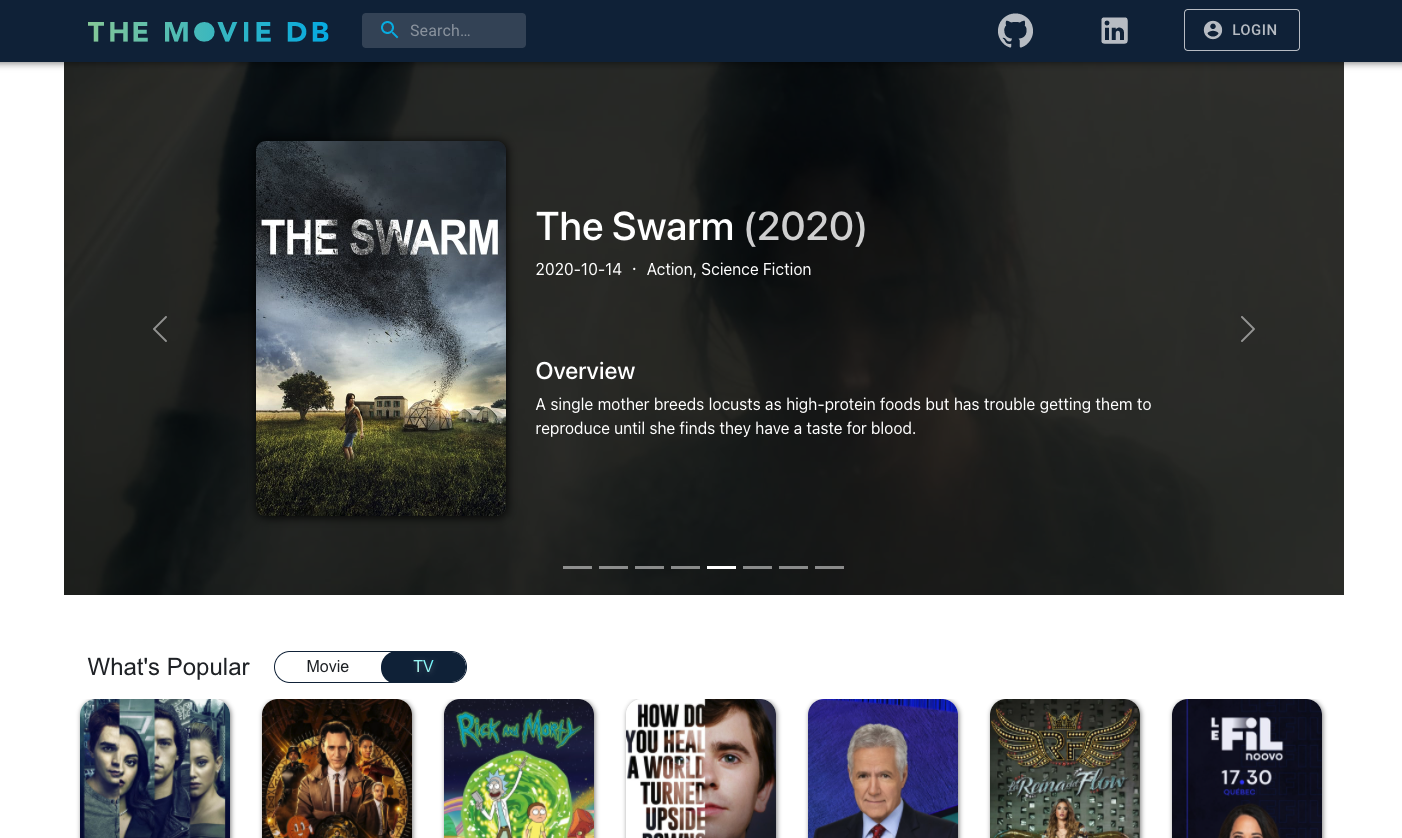 THE MOVIE DB
Search...
LOGIN
THE SWARM
The Swarm (2020)
2020-10-14 · Action, Science Fiction
Overview
A single mother breeds locusts as high-protein foods but has trouble getting them to
reproduce until she finds they have a taste for blood.
What's Popular
Movie
TV
Rick and Morty
HOW DO
YOU HEAL
A WORLD
TURNED
UPSIDE
RF
La Reina del Flow
LE FiL
noovo
17.30
QUÉBEC